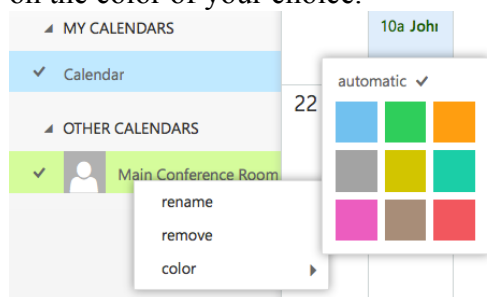 on the color of your choice.
MY CALENDARS
10a John
Calendar
automatic
22
OTHER CALENDARS
Main Conference Room
rename
remove
color